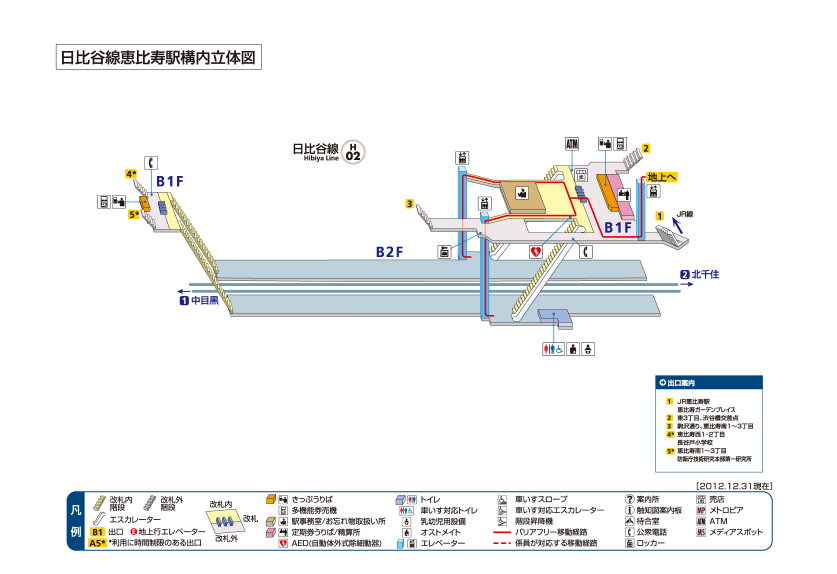 日比谷線恵比寿駅構内立体図
日比谷線
Hibiya Line
H
02
ATM
2
地上へ
4*
B1F
5*
3
1
JR線
B1F
B2F
2 北千住
1 中目黒
出口案内
1 JR恵比寿駅
恵比寿ガーデンプレイス
2 東3丁目、渋谷橋交差点
3 駒沢通り、恵比寿南1～3丁目
4* 恵比寿西1・2丁目
長谷戸小学校
5* 恵比寿南1～3丁目
防衛庁技術研究本部第一研究所
[2012.12.31現在]
凡例
改札内
階段
改札外
階段
エスカレーター
B1 出口 E 地上行エレベーター
A5* *利用に時間制限のある出口
改札内
改札
改札外
きっぷうりば
多機能券売機
駅事務室/お忘れ物取扱い所
定期券うりば/精算所
AED(自動体外式除細動器)
トイレ
車いす対応トイレ
乳幼児用設備
オストメイト
エレベーター
車いすスロープ
車いす対応エスカレーター
階段昇降機
バリアフリー移動経路
係員が対応する移動経路
? 案内所
i 触知図案内板
待合室
公衆電話
ロッカー
売店
MP メトロピア
ATM ATM
MS メディアスポット